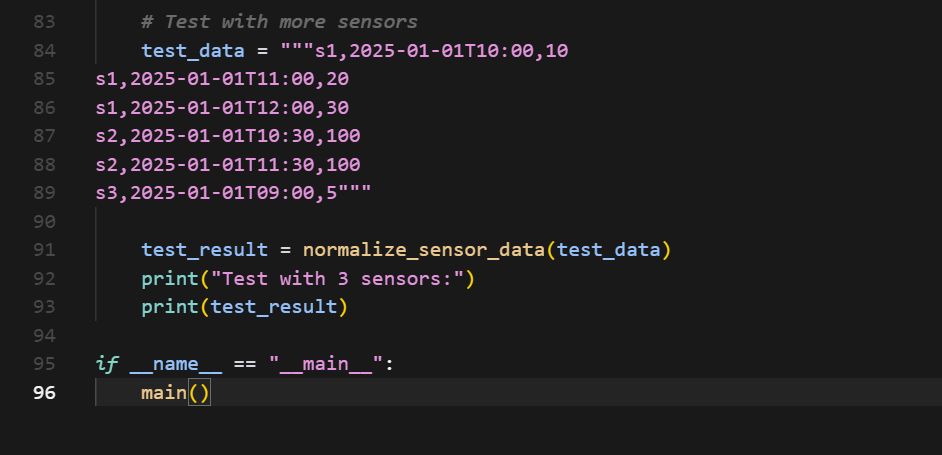 83 # Test with more sensors
84 test_data = """s1,2025-01-01T10:00,10
85 s1,2025-01-01T11:00,20
86 s1,2025-01-01T12:00,30
87 s2,2025-01-01T10:30,100
88 s2,2025-01-01T11:30,100
89 s3,2025-01-01T09:00,5"""
90
91 test_result = normalize_sensor_data(test_data)
92 print("Test with 3 sensors:")
93 print(test_result)
94
95 if __name__ == "__main__":
96 main()